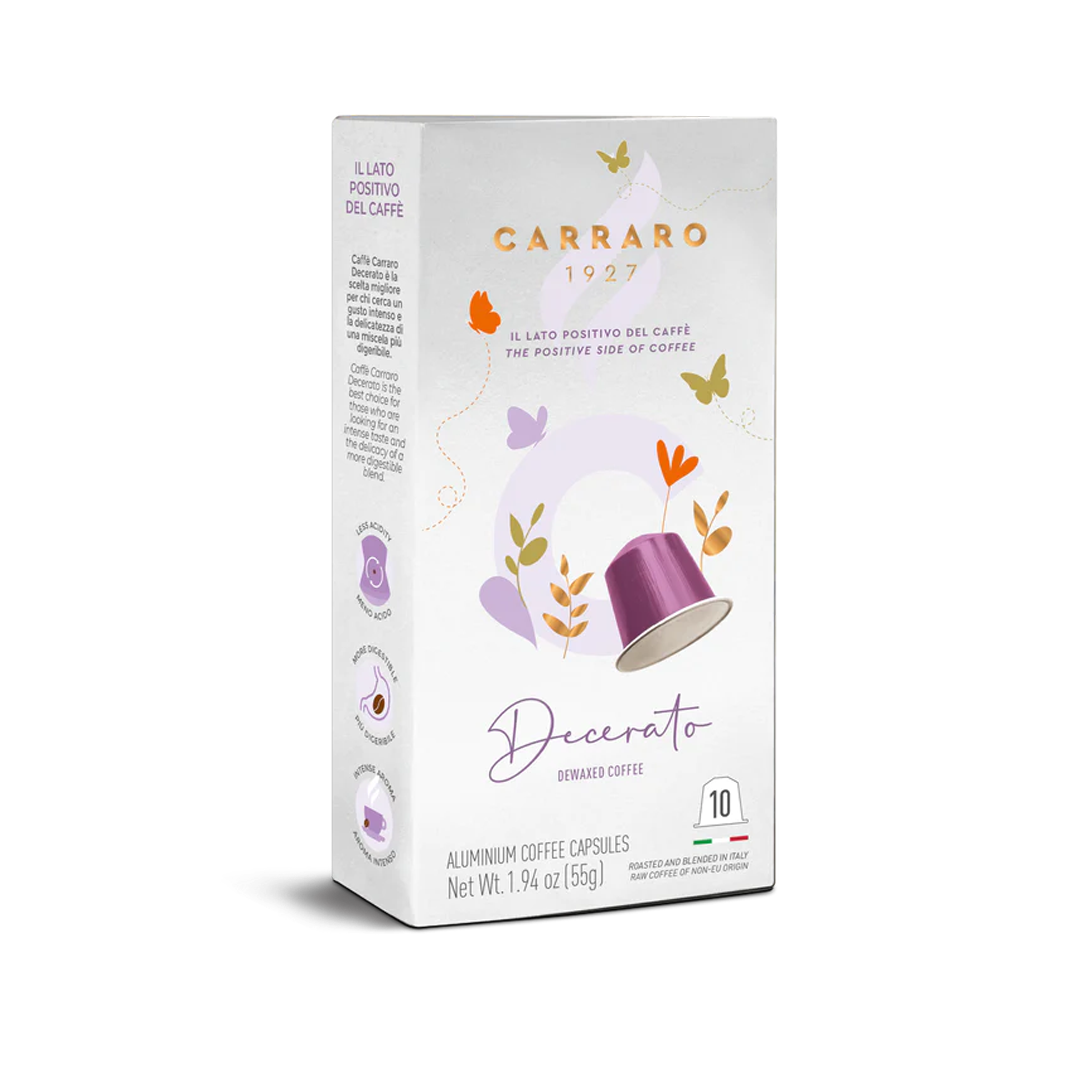 IL LATO
POSITIVO
DEL CAFFÈ
Caffè Carraro
Decerato è la
scelta migliore
per chi cerca un
gusto intenso e
la delicatezza di
una miscela più
digeribile.
Caffè Carraro
Decerato is the
best choice for
those who are
looking for an
intense taste and
the delicacy of a
more digestible
blend.
LESS ACIDITY
MENO ACIDO
MORE DIGESTIBLE
PIÙ DIGERIBILE
INTENSE AROMA
AROMA INTENSO
CARRARO
1927
IL LATO POSITIVO DEL CAFFÈ
THE POSITIVE SIDE OF COFFEE
Decerato
DEWAXED COFFEE
10
ALUMINIUM COFFEE CAPSULES
Net Wt. 1.94 oz (55g)
ROASTED AND BLENDED IN ITALY
RAW COFFEE OF NON-EU ORIGIN